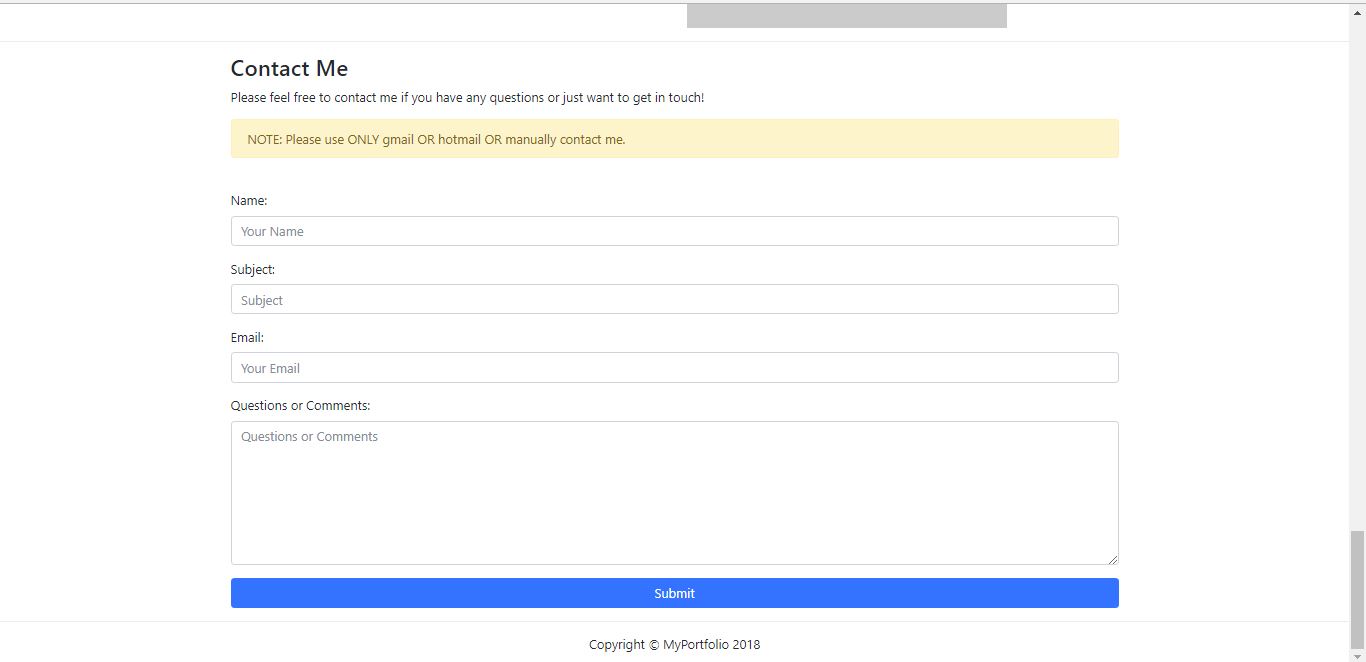 Contact Me
Please feel free to contact me if you have any questions or just want to get in touch!
NOTE: Please use ONLY gmail OR hotmail OR manually contact me.
Name:
Your Name
Subject:
Subject
Email:
Your Email
Questions or Comments:
Questions or Comments
Submit
Copyright © MyPortfolio 2018